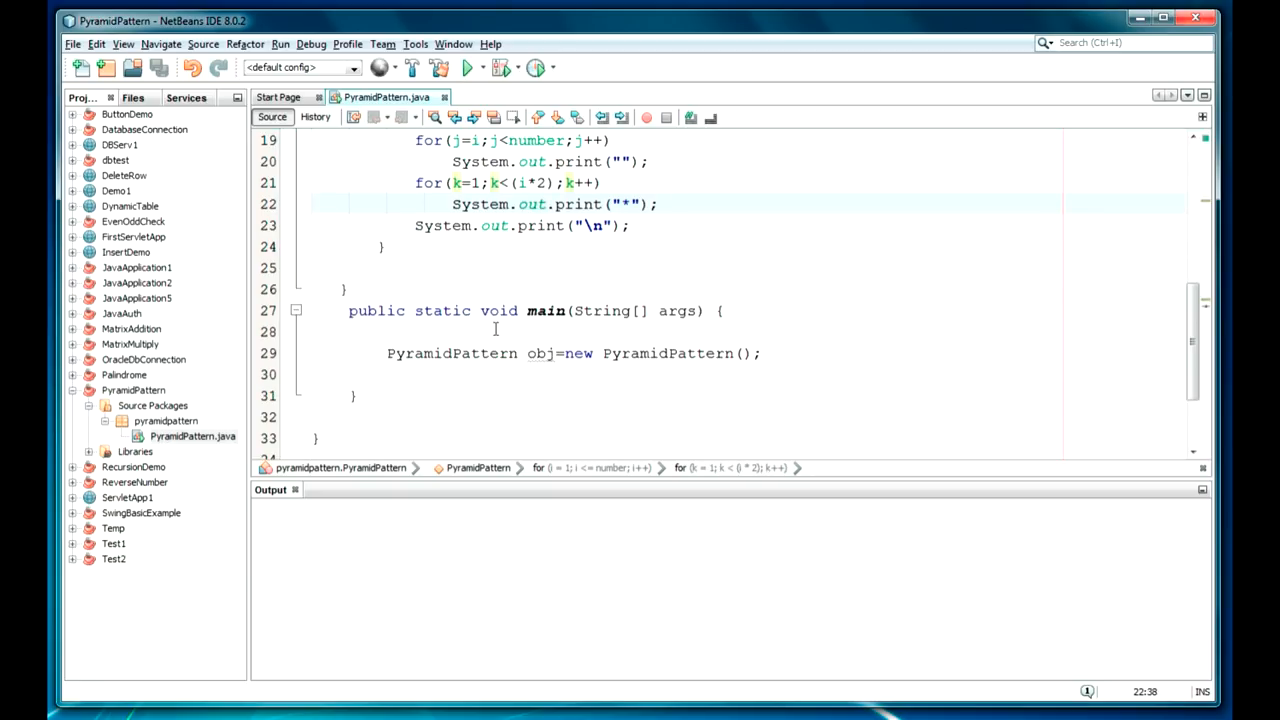 PyramidPattern - NetBeans IDE 8.0.2
File Edit View Navigate Source Refactor Run Debug Profile Team Tools Window Help
Search (Ctrl+I)
<default config>
Proj... Files Services
Start Page PyramidPattern.java
Source History
ButtonDemo
DatabaseConnection
DBServ1
dbtest
DeleteRow
Demo1
DynamicTable
EvenOddCheck
FirstServletApp
InsertDemo
JavaApplication1
JavaApplication2
JavaApplication5
JavaAuth
MatrixAddition
MatrixMultiply
OracleDbConnection
Palindrome
PyramidPattern
Source Packages
pyramidpattern
PyramidPattern.java
Libraries
RecursionDemo
ReverseNumber
ServletApp1
SwingBasicExample
Temp
Test1
Test2
19 for(j=i;j<number;j++)
20 System.out.print("");
21 for(k=1;k<(i*2);k++)
22 System.out.print("*");
23 System.out.print("\n");
24 }
25
26 }
27 public static void main(String[] args) {
28
29 PyramidPattern obj=new PyramidPattern();
30
31 }
32
33 }
pyramidpattern.PyramidPattern PyramidPattern for (i = 1; i <= number; i++) for (k = 1; k < (i * 2); k++)
Output
1 22:38 INS